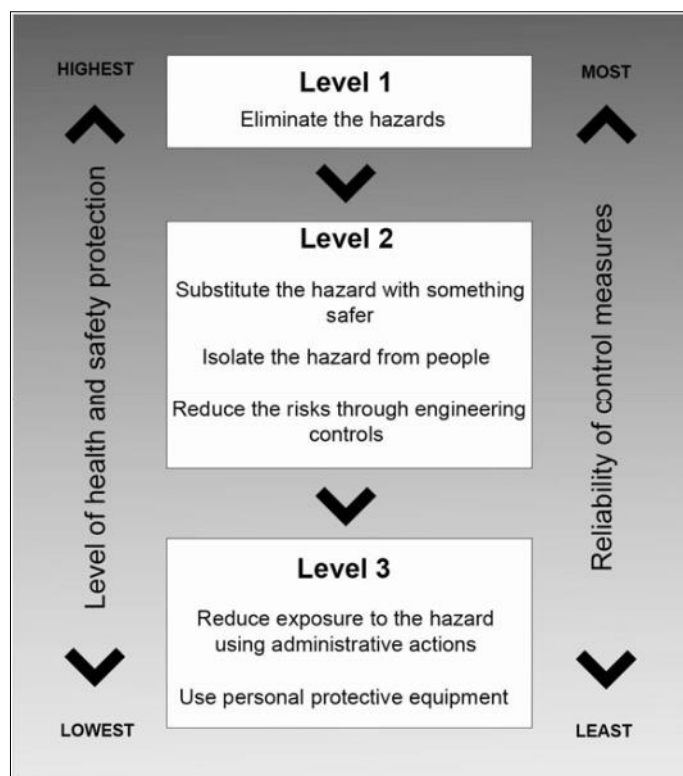 HIGHEST
MOST
Level 1
Eliminate the hazards
Level 2
Substitute the hazard with something
safer
Isolate the hazard from people
Reduce the risks through engineering
controls
Level 3
Reduce exposure to the hazard
using administrative actions
Use personal protective equipment
Level of health and safety protection
Reliability of control measures
LOWEST
LEAST